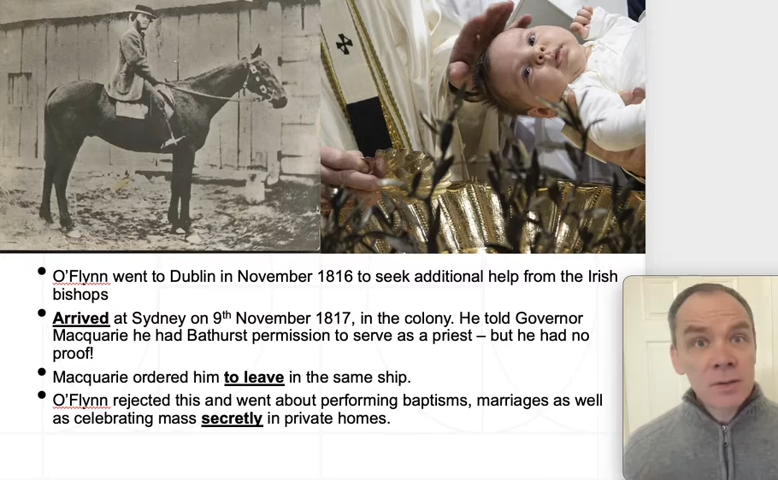 • O'Flynn went to Dublin in November 1816 to seek additional help from the Irish
bishops
• Arrived at Sydney on 9th November 1817, in the colony. He told Governor
Macquarie he had Bathurst permission to serve as a priest – but he had no
proof!
• Macquarie ordered him to leave in the same ship.
• O'Flynn rejected this and went about performing baptisms, marriages as well
as celebrating mass secretly in private homes.